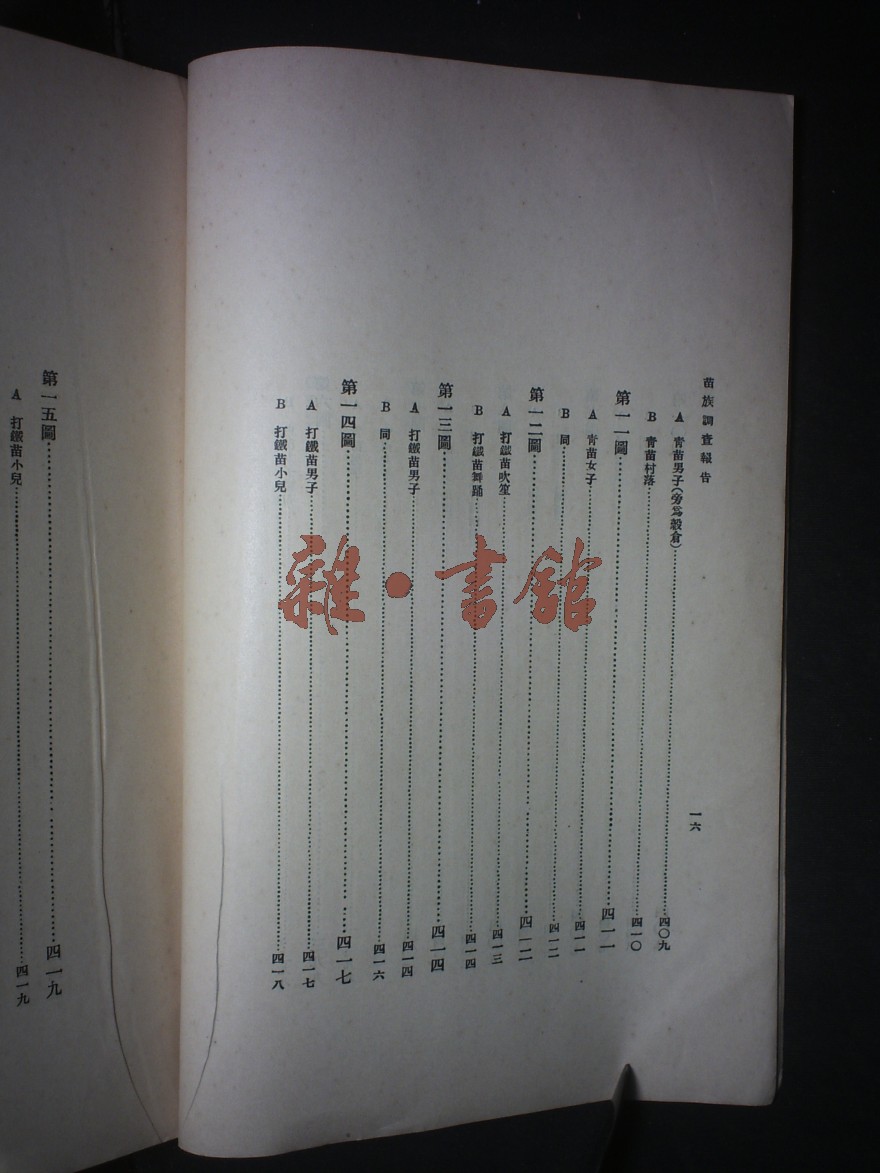 苗族調查報告
一六
A 青苗男子(旁爲穀倉)四〇九
B 青苗村落四一〇
第一一圖四一一
A 青苗女子四一一
B 同四一二
第一二圖四一二
A 打鐵苗吹笙四一三
B 打鐵苗舞踊四一四
第一三圖四一四
A 打鐵苗男子四一四
B 同四一六
第一四圖四一七
A 打鐵苗男子四一七
B 打鐵苗小兒四一八
第一五圖四一九
A 打鐵苗小兒四一九
雜·書館